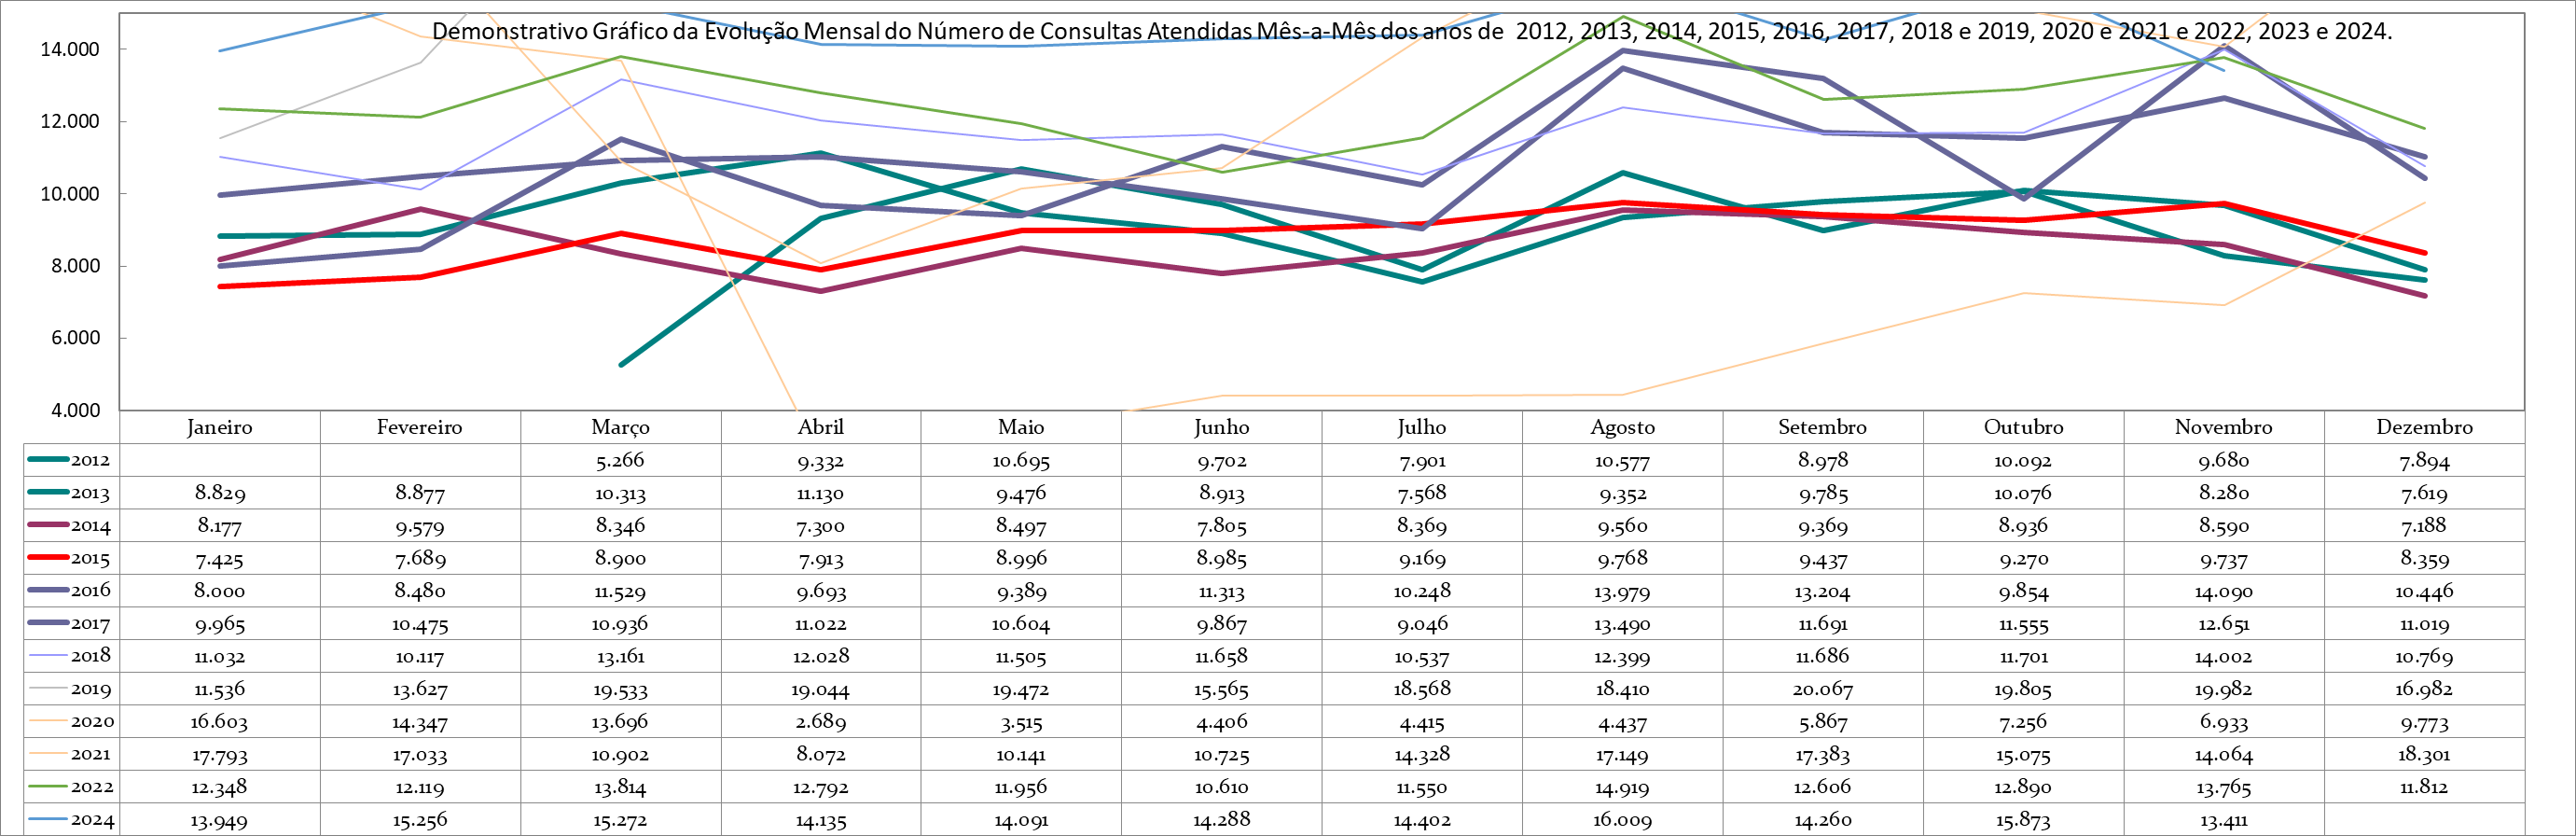 Demonstrativo Gráfico da Evolução Mensal do Número de Consultas Atendidas Mês-a-Mês dos anos de 2012, 2013, 2014, 2015, 2016, 2017, 2018 e 2019, 2020 e 2021 e 2022, 2023 e 2024.
14.000
12.000
10.000
8.000
6.000
4.000
Janeiro Fevereiro Março Abril Maio Junho Julho Agosto Setembro Outubro Novembro Dezembro
2012 5.266 9.332 10.695 9.702 7.901 10.577 8.978 10.092 9.680 7.894
2013 8.829 8.877 10.313 11.130 9.476 8.913 7.568 9.352 9.785 10.076 8.280 7.619
2014 8.177 9.579 8.346 7.300 8.497 7.805 8.369 9.560 9.369 8.936 8.590 7.188
2015 7.425 7.689 8.900 7.913 8.996 8.985 9.169 9.768 9.437 9.270 9.737 8.359
2016 8.000 8.480 11.529 9.693 9.389 11.313 10.248 13.979 13.204 9.854 14.090 10.446
2017 9.965 10.475 10.936 11.022 10.604 9.867 9.046 13.490 11.691 11.555 12.651 11.019
2018 11.032 10.117 13.161 12.028 11.505 11.658 10.537 12.399 11.686 11.701 14.002 10.769
2019 11.536 13.627 19.533 19.044 19.472 15.565 18.568 18.410 20.067 19.805 19.982 16.982
2020 16.603 14.347 13.696 2.689 3.515 4.406 4.415 4.437 5.867 7.256 6.933 9.773
2021 17.793 17.033 10.902 8.072 10.141 10.725 14.328 17.149 17.383 15.075 14.064 18.301
2022 12.348 12.119 13.814 12.792 11.956 10.610 11.550 14.919 12.606 12.890 13.765 11.812
2024 13.949 15.256 15.272 14.135 14.091 14.288 14.402 16.009 14.260 15.873 13.411